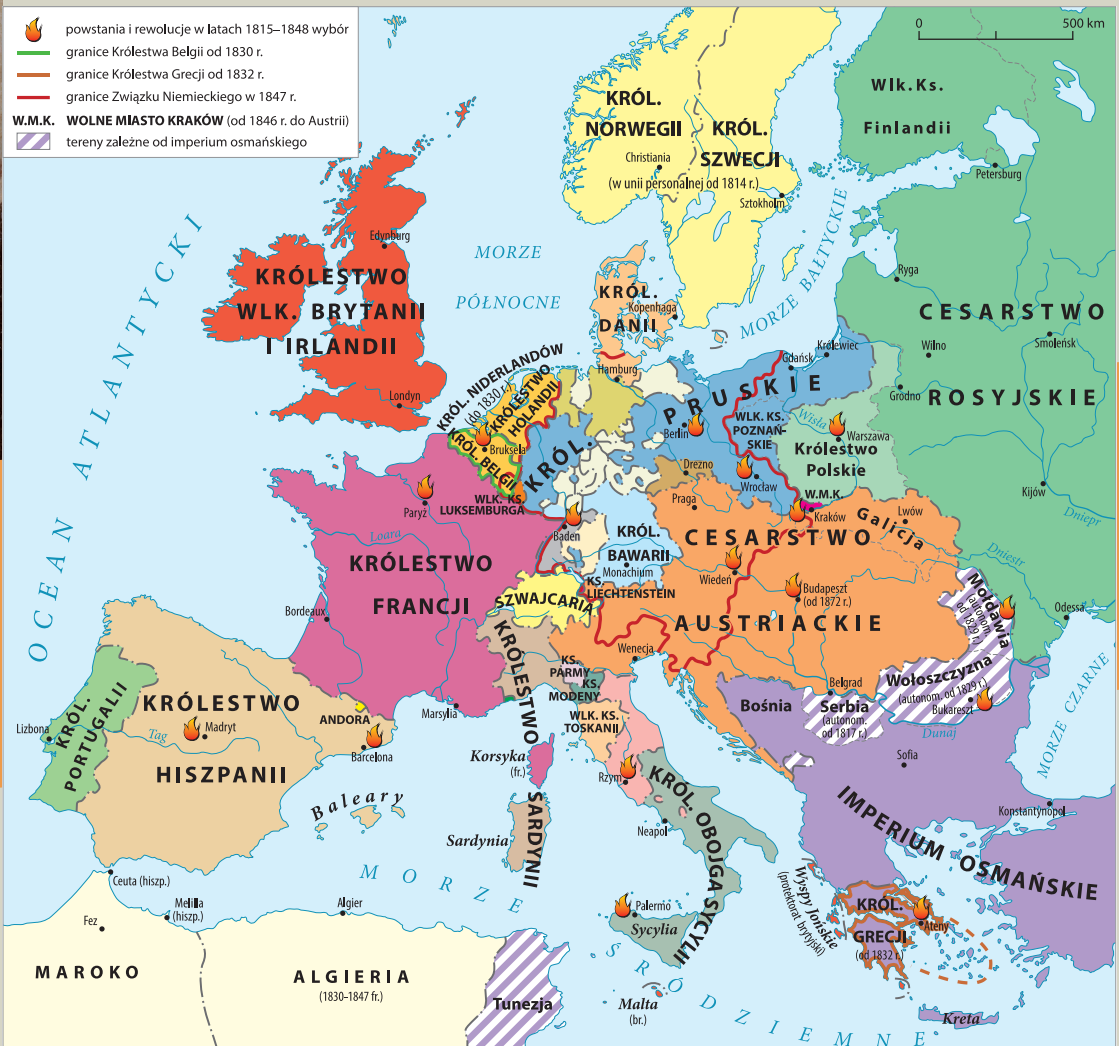 powstania i rewolucje w latach 1815–1848 wybór
granice Królestwa Belgii od 1830 r.
granice Królestwa Grecji od 1832 r.
granice Związku Niemieckiego w 1847 r.
W.M.K. WOLNE MIASTO KRAKÓW (od 1846 r. do Austrii)
tereny zależne od imperium osmańskiego
0 500 km
OCEAN ATLANTYCKI
MORZE
PÓŁNOCNE
MORZE BAŁTYCKIE
KRÓL.
NORWEGII
KRÓL.
SZWECJI
(w unii personalnej od 1814 r.)
Christiania
Sztokholm
Wlk. Ks.
Finlandii
Petersburg
Edynburg
KRÓLESTWO
WLK. BRYTANII
I IRLANDII
Londyn
KRÓL.
DANII
Kopenhaga
Ryga
CESARSTWO
ROSYJSKIE
Smoleńsk
Wilno
Grodno
Kijów
Dniepr
Dniestr
Odessa
KRÓL. NIDERLANDÓW
(do 1830 r.)
KRÓLESTWO
HOLANDII
KRÓL. BELGII
Bruksela
WLK. KS.
LUKSEMBURGA
Hamburg
KRÓL.
PRUSKIE
Gdańsk
Królewiec
Berlin
WLK. KS.
POZNAŃ-
SKIE
Wisła
Warszawa
Królestwo
Polskie
Drezno
Wrocław
W.M.K.
Kraków
Praga
Lwów
Galicja
CESARSTWO
AUSTRIACKIE
Wiedeń
Budapeszt
(od 1872 r.)
Baden
KRÓL.
BAWARII
Monachium
KS.
LIECHTENSTEIN
SZWAJCARIA
Paryż
Loara
KRÓLESTWO
FRANCJI
Bordeaux
Marsylia
Korsyka
(fr.)
ANDORA
KRÓLESTWO
HISZPANII
Madryt
Tag
Barcelona
Baleary
Lizbona
KRÓL.
PORTUGALII
Wenecja
KRÓLESTWO
SARDYNII
Sardynia
KS.
PARMY
KS.
MODENY
WLK. KS.
TOSKANII
Rzym
Neapol
KRÓL. OBOJGA SYCYLII
Palermo
Sycylia
Malta
(br.)
Mołdawia
(autonom.
od 1829 r.)
Wołoszczyzna
(autonom. od 1829 r.)
Bukareszt
Dunaj
Belgrad
Serbia
(autonom.
od 1817 r.)
Bośnia
Sofia
MORZE CZARNE
Konstantynopol
IMPERIUM OSMAŃSKIE
Wyspy Jońskie
(protektorat brytyjski)
KRÓL.
GRECJI
(od 1832 r.)
Ateny
Kreta
MORZE ŚRÓDZIEMNE
Ceuta (hiszp.)
Melilla
(hiszp.)
Fez
MAROKO
Algier
ALGIERIA
(1830–1847 fr.)
Tunezja